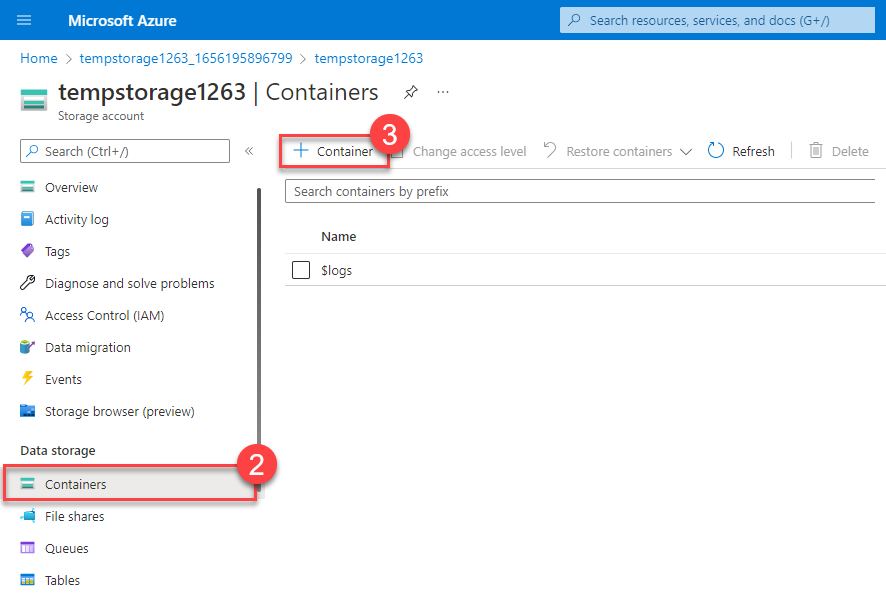 Microsoft Azure
Search resources, services, and docs (G+/)
Home > tempstorage1263_1656195896799 > tempstorage1263
tempstorage1263 | Containers
Storage account
Search (Ctrl+/)
«
Overview
Activity log
Tags
Diagnose and solve problems
Access Control (IAM)
Data migration
Events
Storage browser (preview)
Data storage
2
Containers
File shares
Queues
Tables
3
+ Container
Change access level
Restore containers
Refresh
Delete
Search containers by prefix
Name
$logs